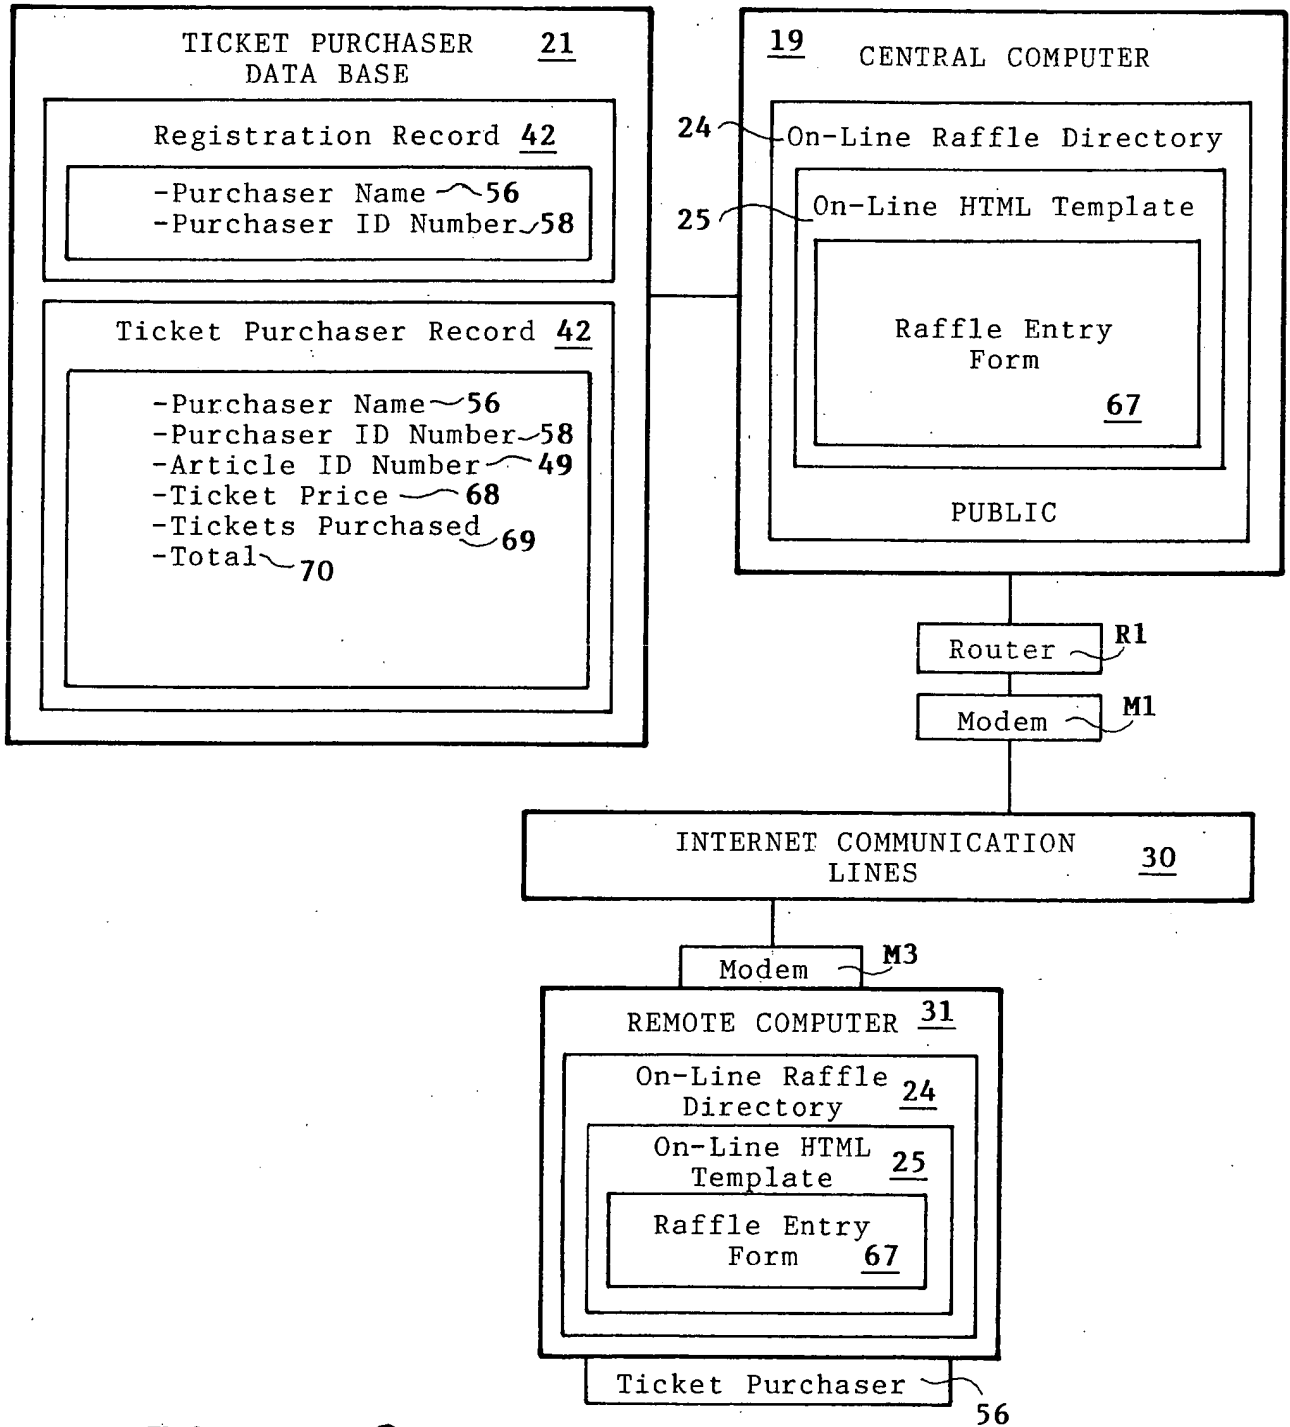 TICKET PURCHASER 21
DATA BASE
Registration Record 42
-Purchaser Name 56
-Purchaser ID Number 58
Ticket Purchaser Record 42
-Purchaser Name 56
-Purchaser ID Number 58
-Article ID Number 49
-Ticket Price 68
-Tickets Purchased 69
-Total 70
19 CENTRAL COMPUTER
24 On-Line Raffle Directory
25 On-Line HTML Template
Raffle Entry
Form
67
PUBLIC
Router R1
Modem M1
INTERNET COMMUNICATION
LINES 30
Modem M3
REMOTE COMPUTER 31
On-Line Raffle
Directory 24
On-Line HTML
Template 25
Raffle Entry
Form 67
Ticket Purchaser 56